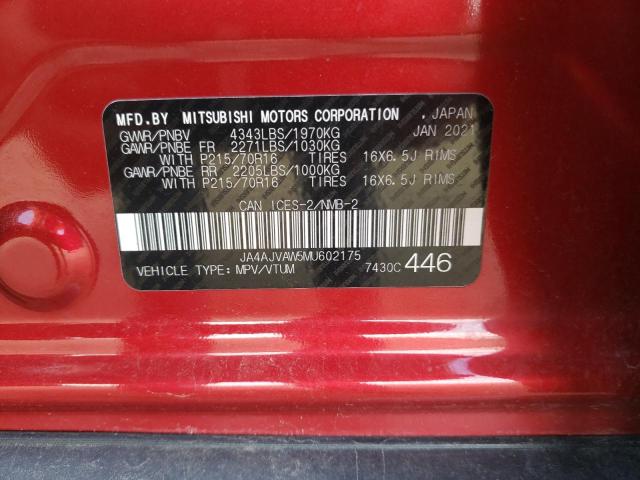 MFD.BY MITSUBISHI MOTORS CORPORATION , JAPAN
GVWR/PNBV 4343LBS/1970KG JAN 2021
GAWR/PNBE FR 2271LBS/1030KG
WITH P215/70R16 TIRES 16X6.5J RIMS
GAWR/PNBE RR 2205LBS/1000KG
WITH P215/70R16 TIRES 16X6.5J RIMS
CAN ICES-2/NMB-2
JA4AJVAW5MU602175
VEHICLE TYPE: MPV/VTUM 7430C 446